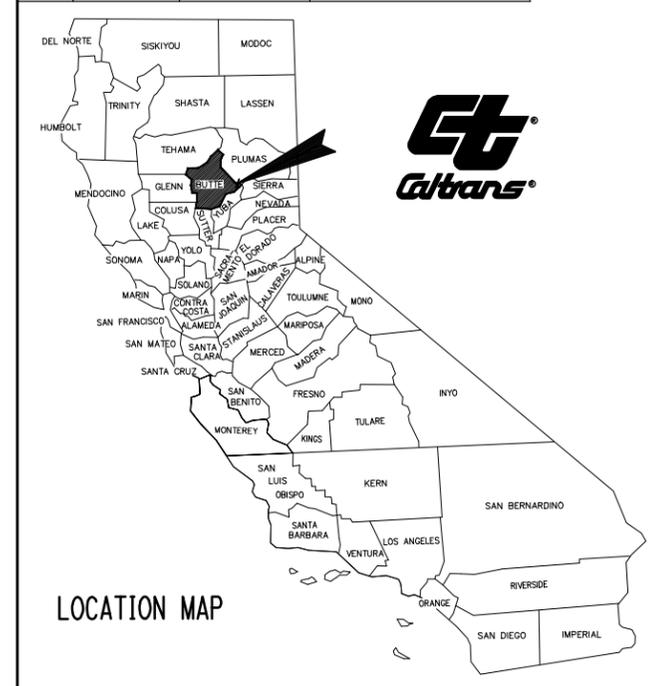 DEL NORTE
SISKIYOU
MODOC
TRINITY
SHASTA
LASSEN
HUMBOLT
TEHAMA
PLUMAS
Ct®
Caltrans®
MENDOCINO
GLENN
BUTTE
SIERRA
COLUSA
SUTTER
YUBA
NEVADA
PLACER
LAKE
SONOMA
NAPA
YOLO
SACRA
MENTO
EL
DORADO
ALPINE
AMADOR
MARIN
SOLANO
CONTRA
COSTA
SAN
JOAQUIN
CALAVERAS
TOULUMNE
MONO
SAN FRANCISCO
ALAMEDA
STANISLAUS
MARIPOSA
SAN MATEO
SANTA
CLARA
MERCED
MADERA
SANTA CRUZ
SAN
BENITO
FRESNO
INYO
MONTEREY
KINGS
TULARE
SAN
LUIS
OBISPO
KERN
SAN BERNARDINO
SANTA
BARBARA
VENTURA
LOS ANGELES
RIVERSIDE
ORANGE
LOCATION MAP
SAN DIEGO
IMPERIAL